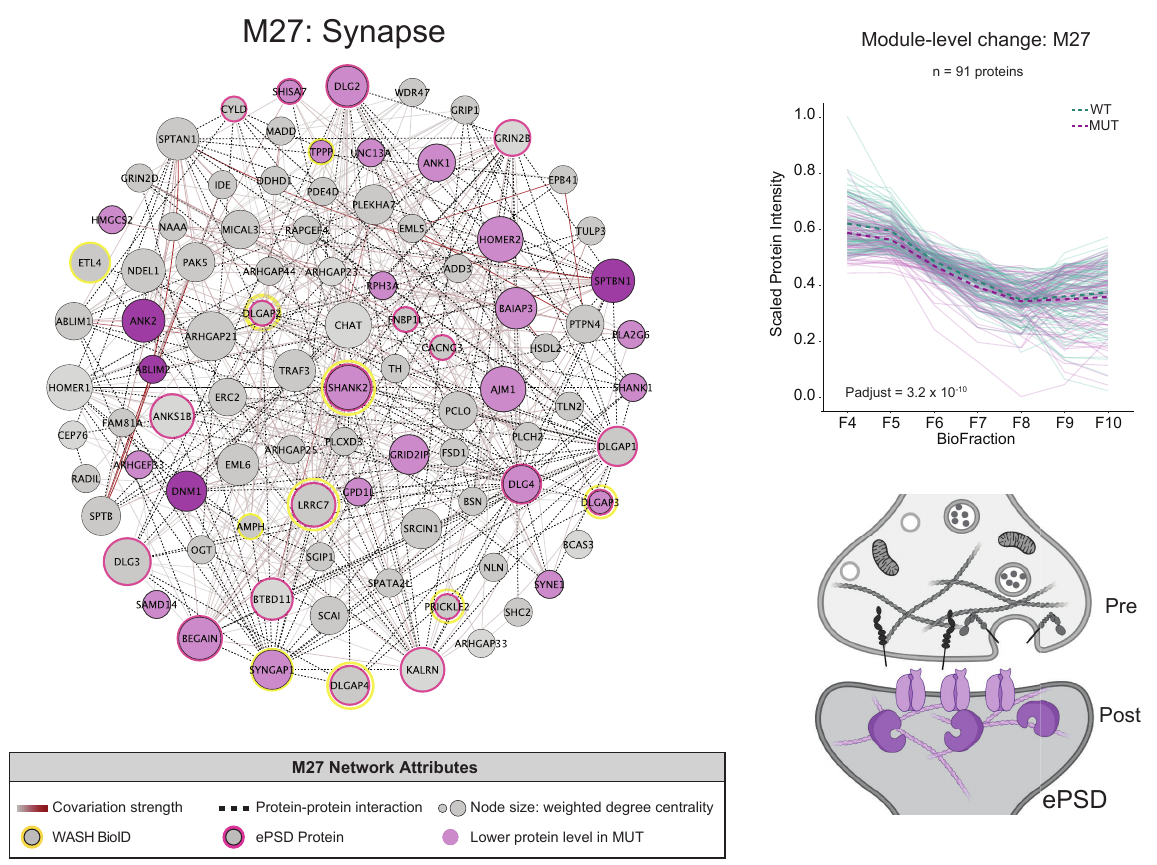 M27: Synapse
DLG2
SHISA7
WDR47
CYLD
GRIP1
MADD
SPTAN1
GRIN2B
TPPP
UNC13A
ANK1
GRIN2D
IDE
DDHD1
PDE4D
EPB41
PLEKHA7
HMGCS2
NAAA
MICAL3
RAPGEF4
EML5
HOMER2
TULP3
ETL4
NDEL1
PAK5
ARHGAP44
ARHGAP23
ADD3
RPH3A
SPTBN1
ABLIM1
ANK2
DLGAP2
CHAT
FNBP1L
BAIAP3
PTPN4
PLA2G6
ARHGAP21
CACNG3
HSDL2
ABLIM2
TRAF3
TH
HOMER1
SHANK2
AJM1
SHANK1
ERC2
ANKS1B
PCLO
TLN2
FAM81A
CEP76
PLCXD3
PLCH2
DLGAP1
ARHGAP25
GRID2IP
FSD1
ARHGEF33
EML6
RADIL
DNM1
GPD1L
DLG4
LRRC7
BSN
DLGAP3
SPTB
AMPH
SRCIN1
OGT
SGIP1
BCAS3
DLG3
NLN
SPATA2L
SYNE1
BTBD11
SAMD14
SCAI
PRICKLE2
SHC2
BEGAIN
ARHGAP33
SYNGAP1
DLGAP4
KALRN
M27 Network Attributes
Covariation strength
Protein-protein interaction
Node size: weighted degree centrality
WASH BioID
ePSD Protein
Lower protein level in MUT
Module-level change: M27
n = 91 proteins
WT
MUT
Scaled Protein Intensity
1.0
0.8
0.6
0.4
0.2
0.0
Padjust = 3.2 x 10-10
F4 F5 F6 F7 F8 F9 F10
BioFraction
Pre
Post
ePSD